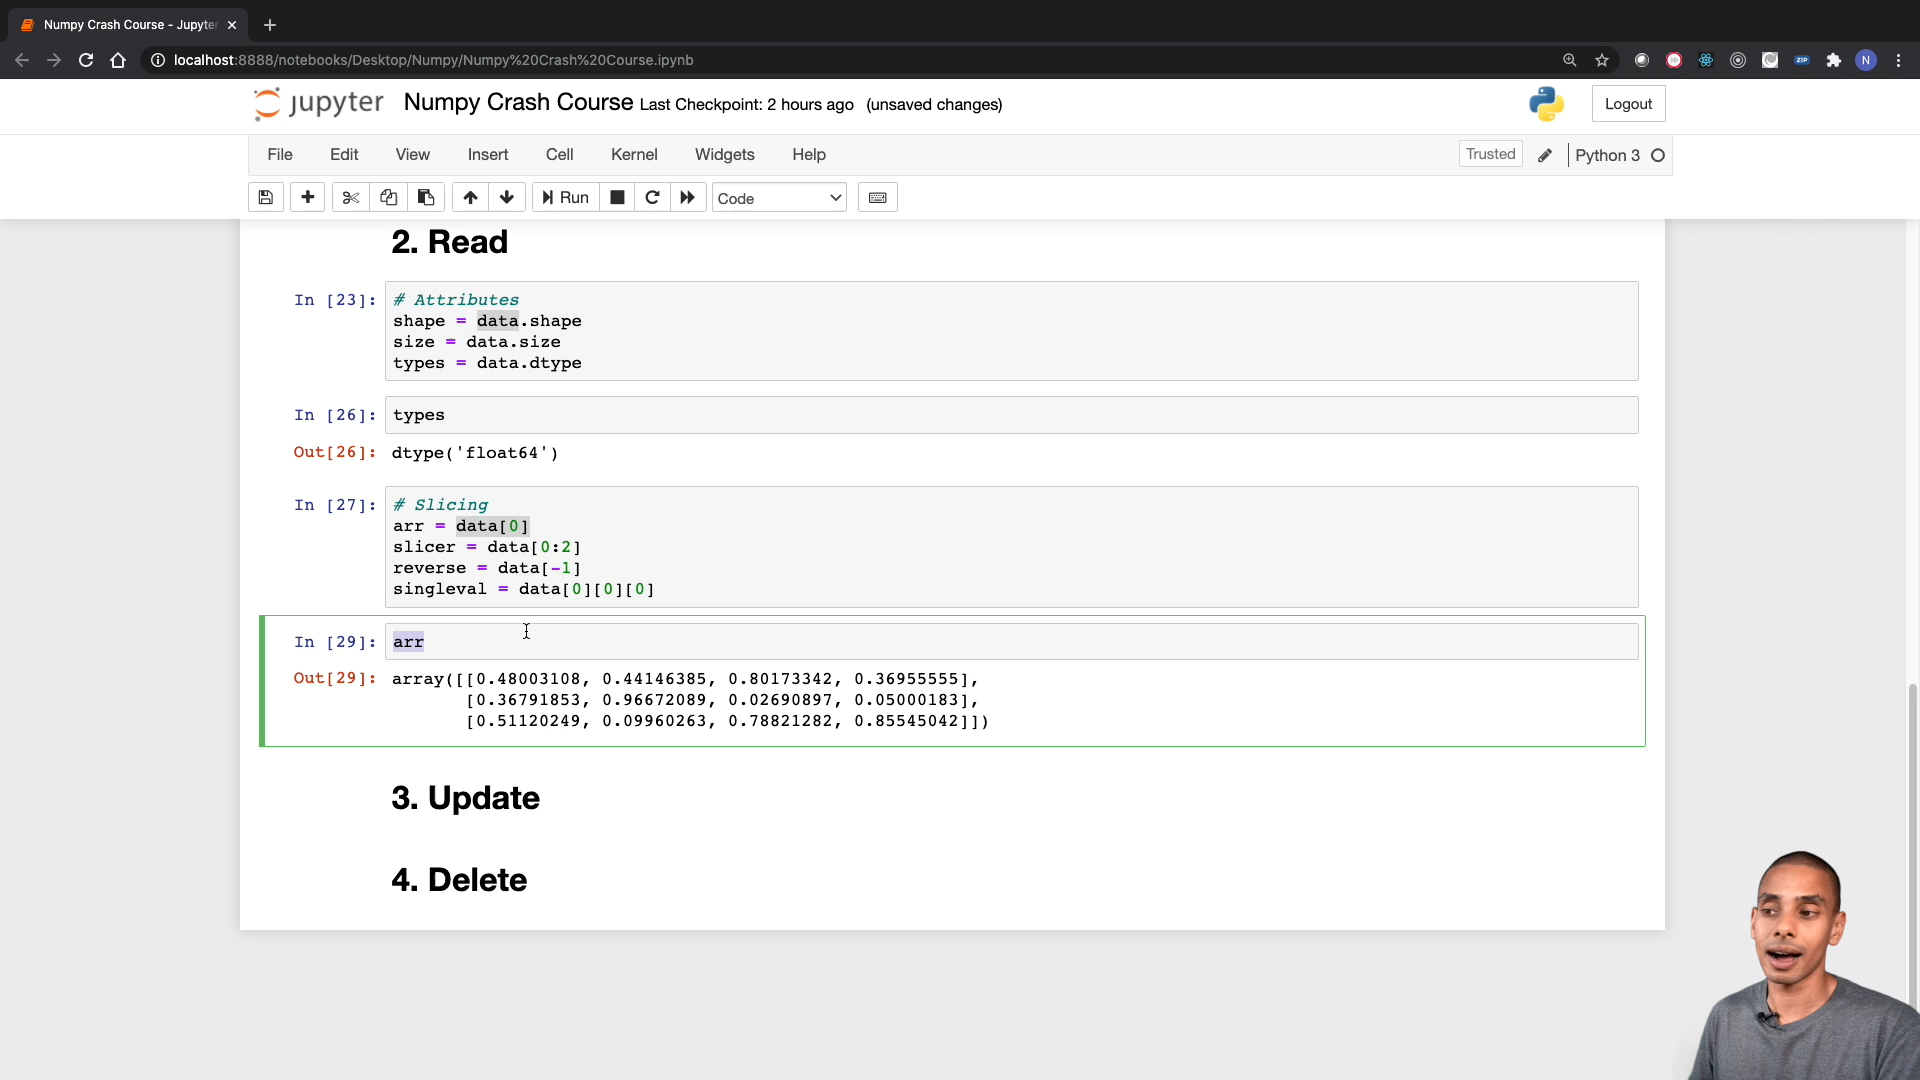 Numpy Crash Course - Jupyte
localhost:8888/notebooks/Desktop/Numpy/Numpy%20Crash%20Course.ipynb
ZIP
N
jupyter Numpy Crash Course Last Checkpoint: 2 hours ago (unsaved changes)
Logout
File Edit View Insert Cell Kernel Widgets Help
Trusted Python 3
Run Code
2. Read
In [23]: # Attributes
shape = data.shape
size = data.size
types = data.dtype
In [26]: types
Out[26]: dtype('float64')
In [27]: # Slicing
arr = data[0]
slicer = data[0:2]
reverse = data[-1]
singleval = data[0][0][0]
In [29]: arr
Out[29]: array([[0.48003108, 0.44146385, 0.80173342, 0.36955555],
[0.36791853, 0.96672089, 0.02690897, 0.05000183],
[0.51120249, 0.09960263, 0.78821282, 0.85545042]])
3. Update
4. Delete